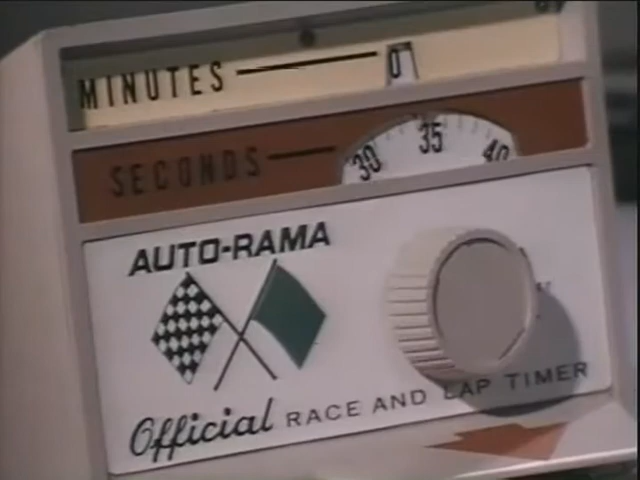 MINUTES 0
SECONDS 30 35 40
AUTO-RAMA
Official RACE AND LAP TIMER